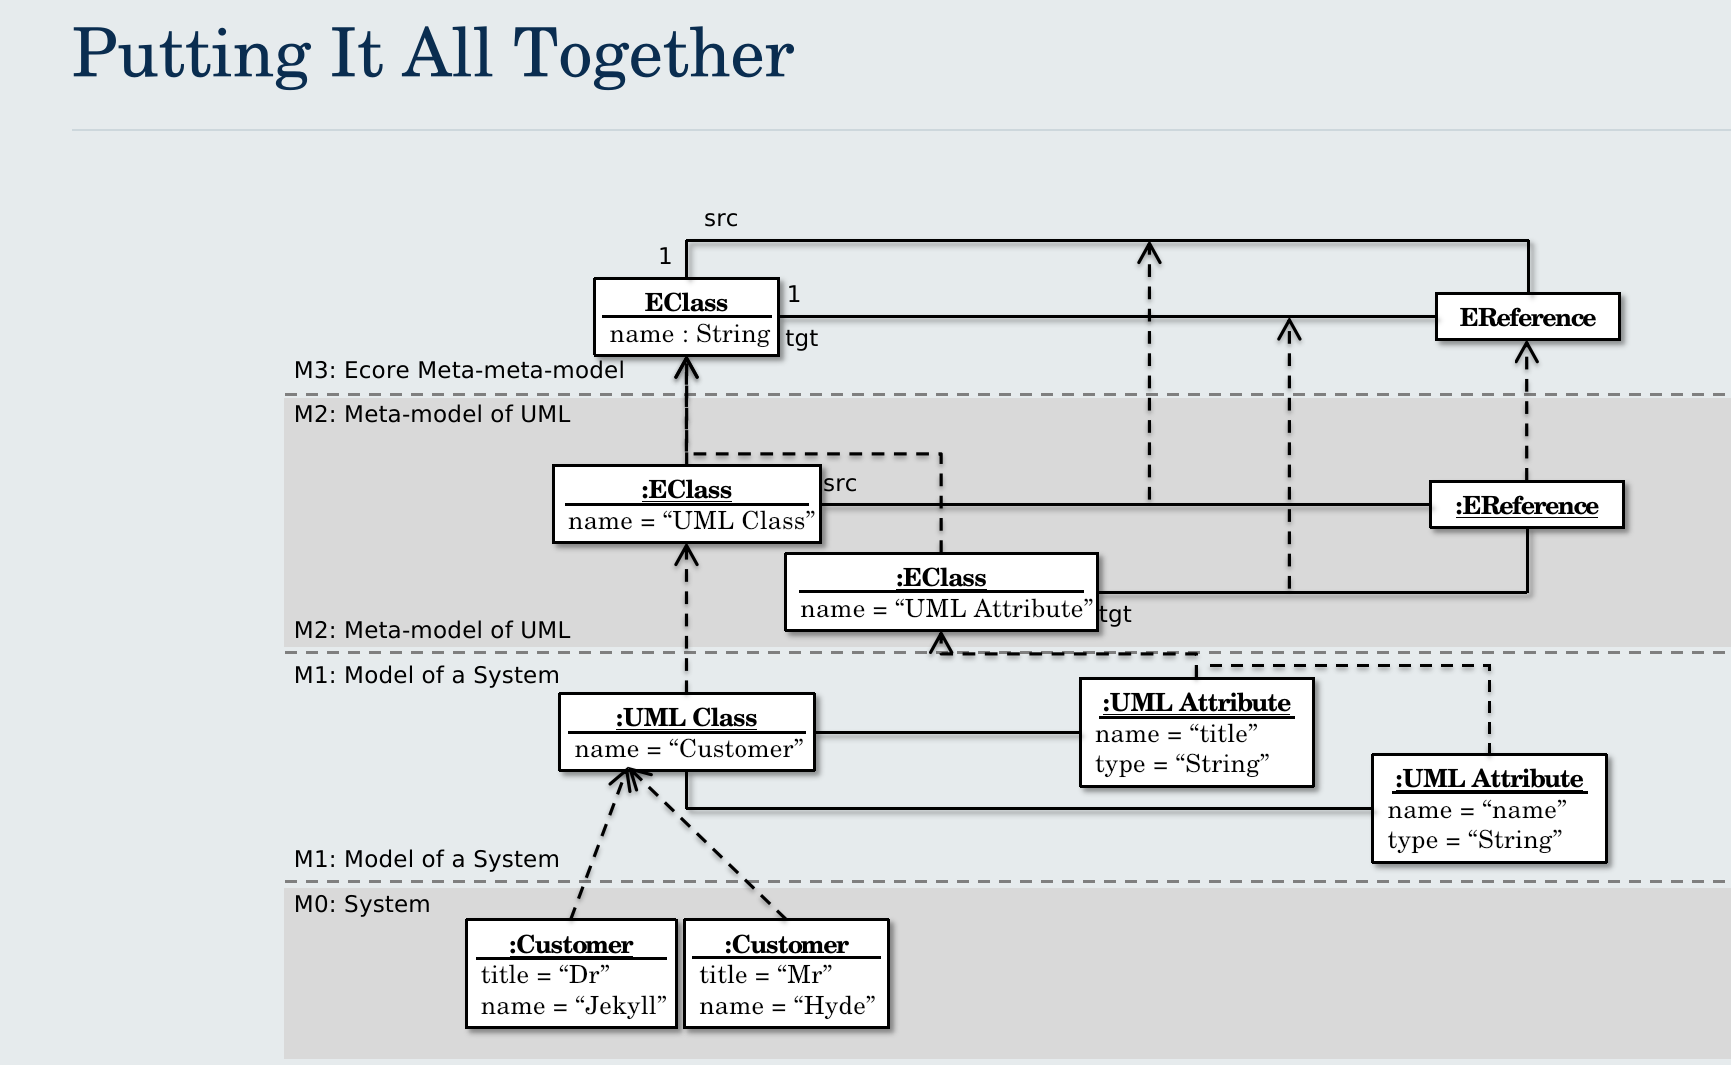 Putting It All Together
src
1
EClass
name : String
1
tgt
EReference
M3: Ecore Meta-meta-model
M2: Meta-model of UML
:EClass
name = “UML Class”
src
:EReference
:EClass
name = “UML Attribute”
tgt
M2: Meta-model of UML
M1: Model of a System
:UML Class
name = “Customer”
:UML Attribute
name = “title”
type = “String”
:UML Attribute
name = “name”
type = “String”
M1: Model of a System
M0: System
:Customer
title = “Dr”
name = “Jekyll”
:Customer
title = “Mr”
name = “Hyde”